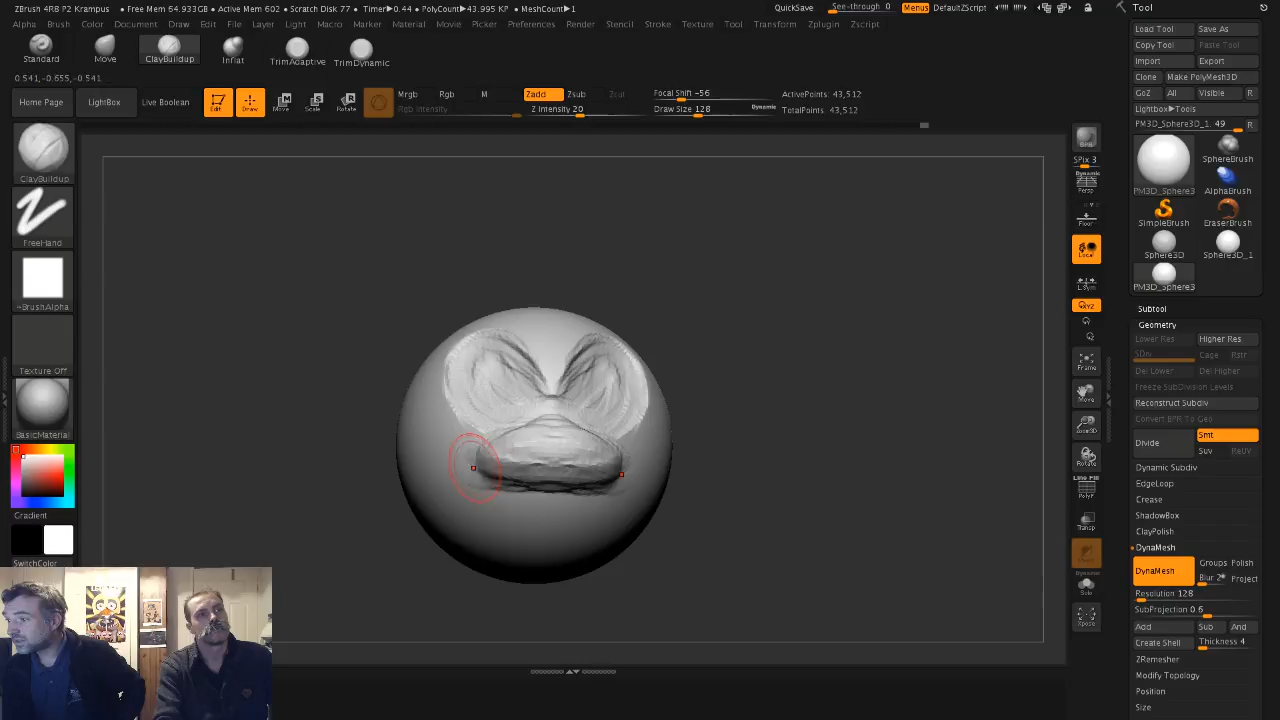 ZBrush 4R8 P2 Krampus • Free Mem 64.933GB • Active Mem 602 • Scratch Disk 77 • Timer▶0.44 • PolyCount▶43.995 KP • MeshCount▶1
QuickSave See-through 0 Menus DefaultZScript
Alpha Brush Color Document Draw Edit File Layer Light Macro Marker Material Movie Picker Preferences Render Stencil Stroke Texture Tool Transform Zplugin Zscript
Standard Move ClayBuildup Inflat TrimAdaptive TrimDynamic
0.541,-0.655,-0.541
Home Page LightBox Live Boolean Edit Draw Move Scale Rotate
Mrgb Rgb M Zadd Zsub Zcut
Rgb Intensity Z Intensity 20
Focal Shift -56
Draw Size 128 Dynamic
ActivePoints: 43,512
TotalPoints: 43,512
ClayBuildup
FreeHand
~BrushAlpha
Texture Off
BasicMaterial
Gradient
SwitchColor
BPR
SPix 3
Dynamic
Persp
Floor
Local
L.Sym
XYZ
Frame
Move
Zoom3D
Rotate
Line Fill
PolyF
Transp
Dynamic
Solo
Xpose
Tool
Load Tool Save As
Copy Tool Paste Tool
Import Export
Clone Make PolyMesh3D
GoZ All Visible R
Lightbox▶Tools
PM3D_Sphere3D_1. 49 R
SphereBrush
PM3D_Sphere3 AlphaBrush
SimpleBrush EraserBrush
Sphere3D Sphere3D_1
PM3D_Sphere3
Subtool
Geometry
Lower Res Higher Res
SDiv Cage Rstr
Del Lower Del Higher
Freeze SubDivision Levels
Reconstruct Subdiv
Convert BPR To Geo
Divide Smt
Suv ReUV
Dynamic Subdiv
EdgeLoop
Crease
ShadowBox
ClayPolish
DynaMesh
DynaMesh Groups Polish
Blur 2 Project
Resolution 128
SubProjection 0.6
Add Sub And
Create Shell Thickness 4
ZRemesher
Modify Topology
Position
Size